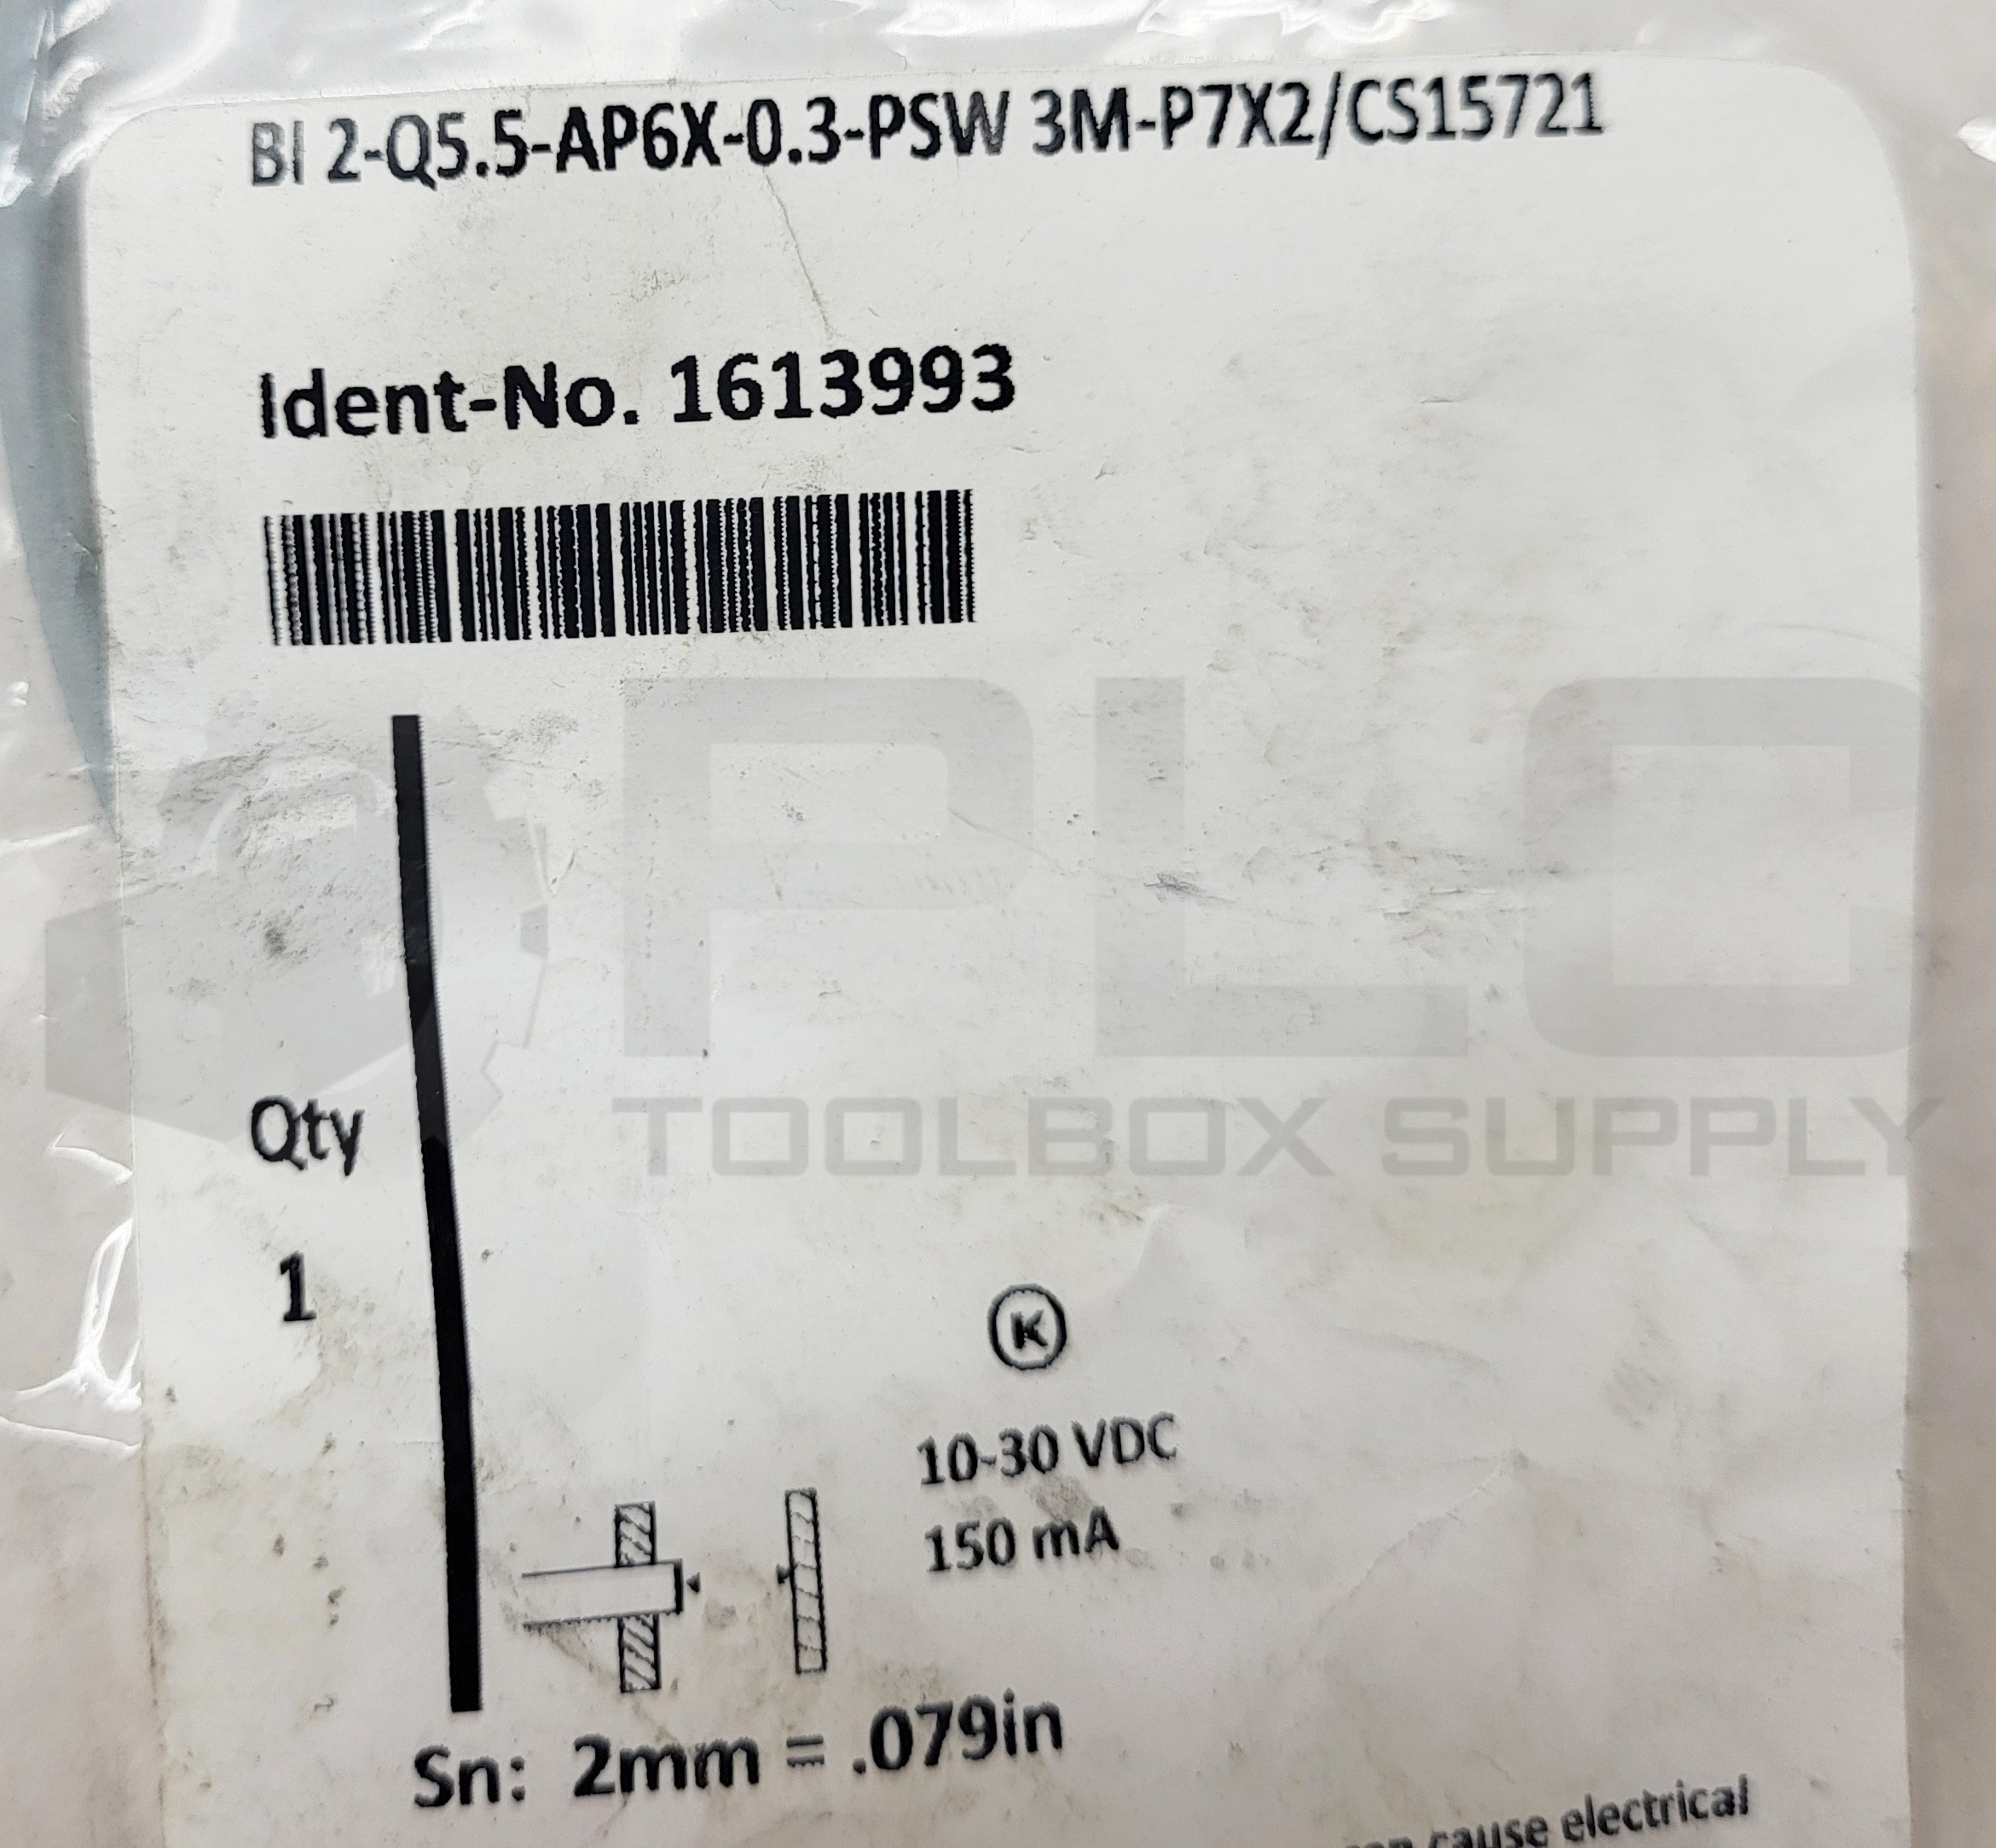 BI 2-Q5.5-AP6X-0.3-PSW 3M-P7X2/CS15721
Ident-No. 1613993
PLC
TOOLBOX SUPPLY
Qty
1
K
10-30 VDC
150 mA
Sn: 2mm = .079in
cause electrical